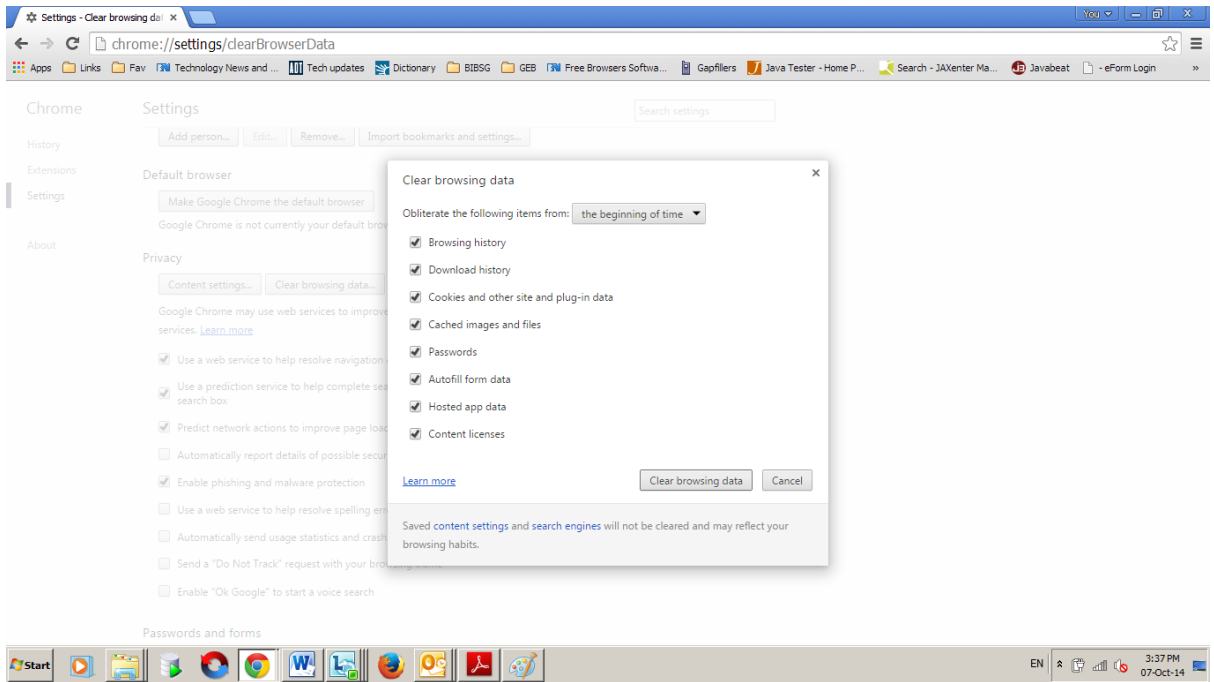 Settings - Clear browsing dat
You
chrome://settings/clearBrowserData
Apps Links Fav Technology News and ... Tech updates Dictionary BIBSG GEB Free Browsers Softwa... Gapfillers Java Tester - Home P... Search - JAXenter Ma... Javabeat - eForm Login »
Chrome
Settings
Search settings
History
Extensions
Settings
About
Add person... Edit... Remove... Import bookmarks and settings...
Default browser
Make Google Chrome the default browser
Google Chrome is not currently your default brow
Privacy
Content settings... Clear browsing data...
Google Chrome may use web services to improve
services. Learn more
Use a web service to help resolve navigation
Use a prediction service to help complete sea
search box
Predict network actions to improve page load
Automatically report details of possible secur
Enable phishing and malware protection
Use a web service to help resolve spelling err
Automatically send usage statistics and crash
Send a "Do Not Track" request with your browsing
Enable "Ok Google" to start a voice search
Passwords and forms
Clear browsing data
Obliterate the following items from: the beginning of time
Browsing history
Download history
Cookies and other site and plug-in data
Cached images and files
Passwords
Autofill form data
Hosted app data
Content licenses
Learn more
Clear browsing data Cancel
Saved content settings and search engines will not be cleared and may reflect your
browsing habits.
Start
EN
3:37 PM
07-Oct-14